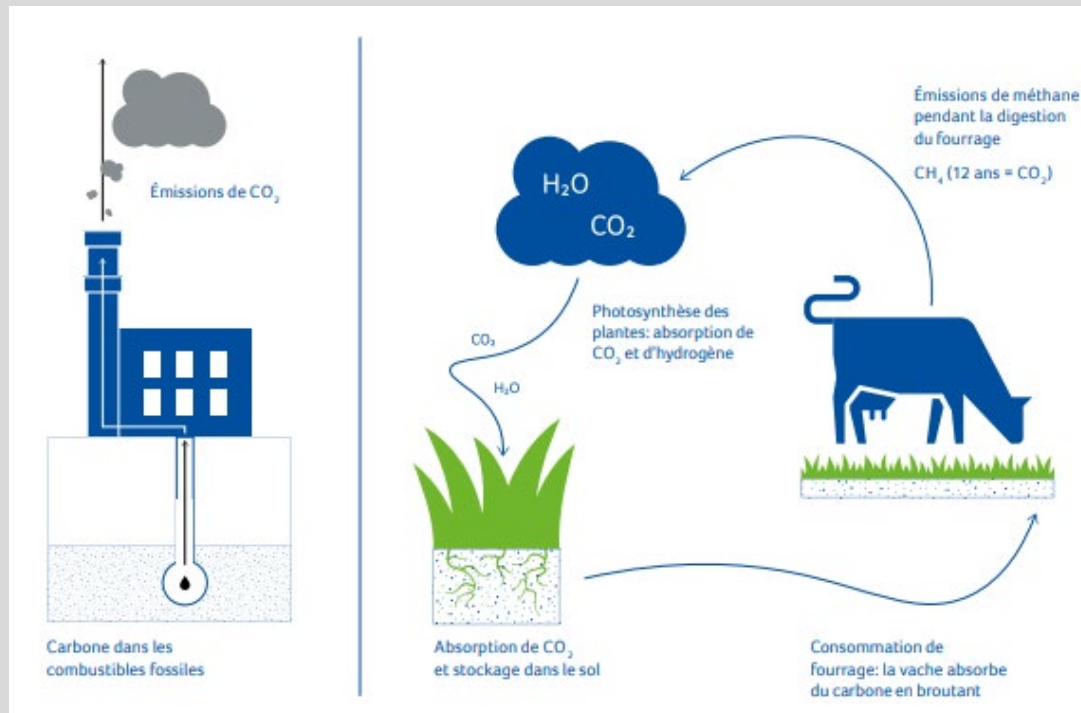 Émissions de CO₂
Carbone dans les
combustibles fossiles
H₂O
CO₂
Émissions de méthane
pendant la digestion
du fourrage
CH₄ (12 ans = CO₂)
Photosynthèse des
plantes: absorption de
CO₂ et d'hydrogène
CO₂
H₂O
Absorption de CO₂
et stockage dans le sol
Consommation de
fourrage: la vache absorbe
du carbone en broutant